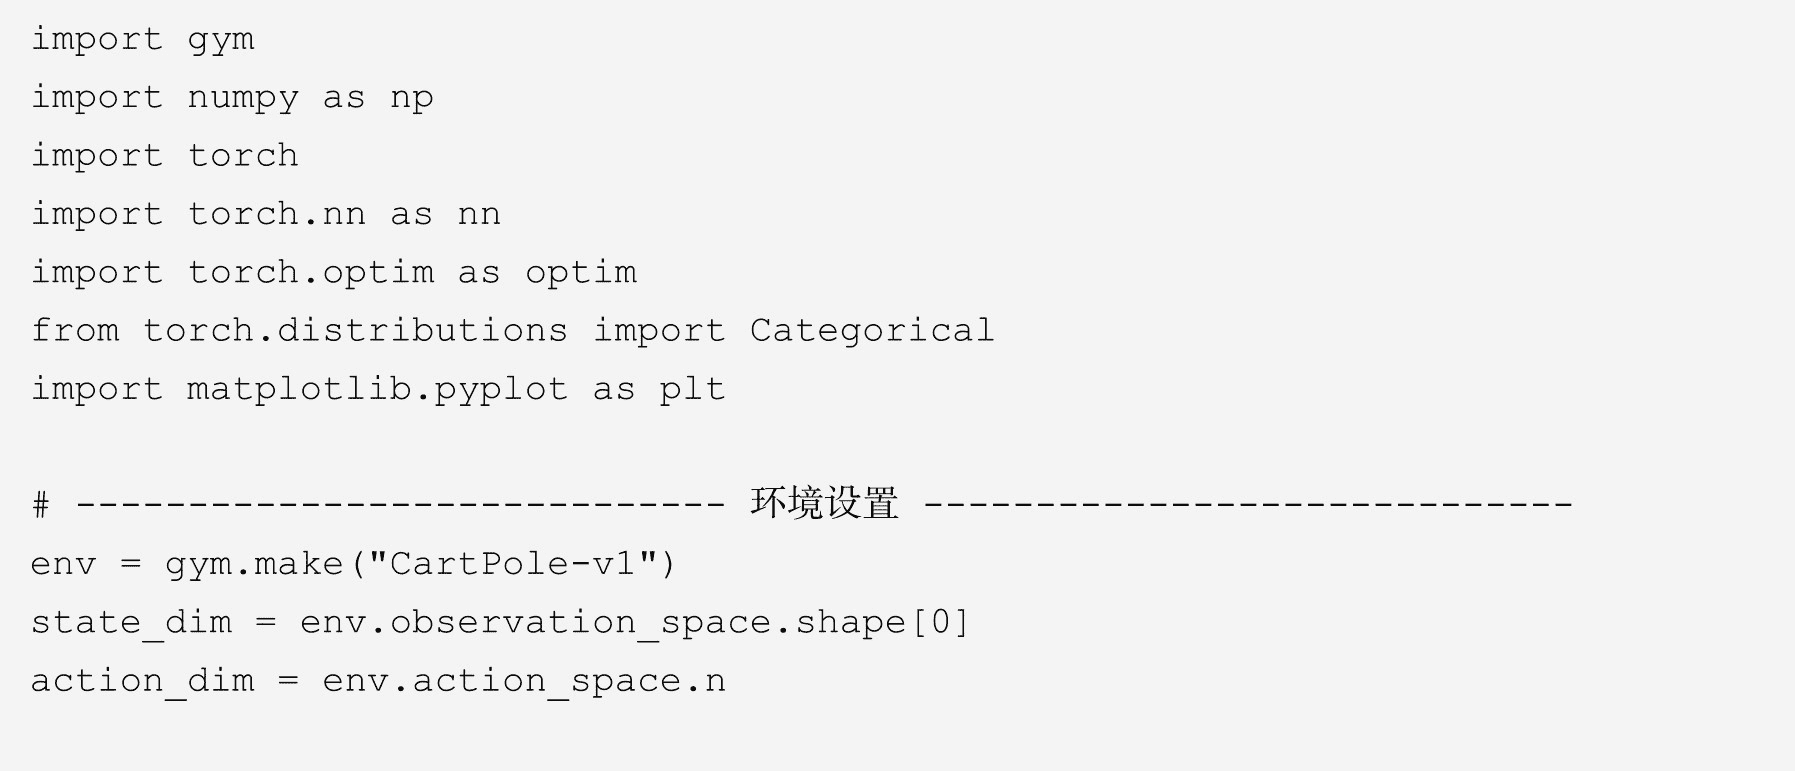 import gym
import numpy as np
import torch
import torch.nn as nn
import torch.optim as optim
from torch.distributions import Categorical
import matplotlib.pyplot as plt
# ----------------------------- 环境设置 -----------------------------
env = gym.make("CartPole-v1")
state_dim = env.observation_space.shape[0]
action_dim = env.action_space.n